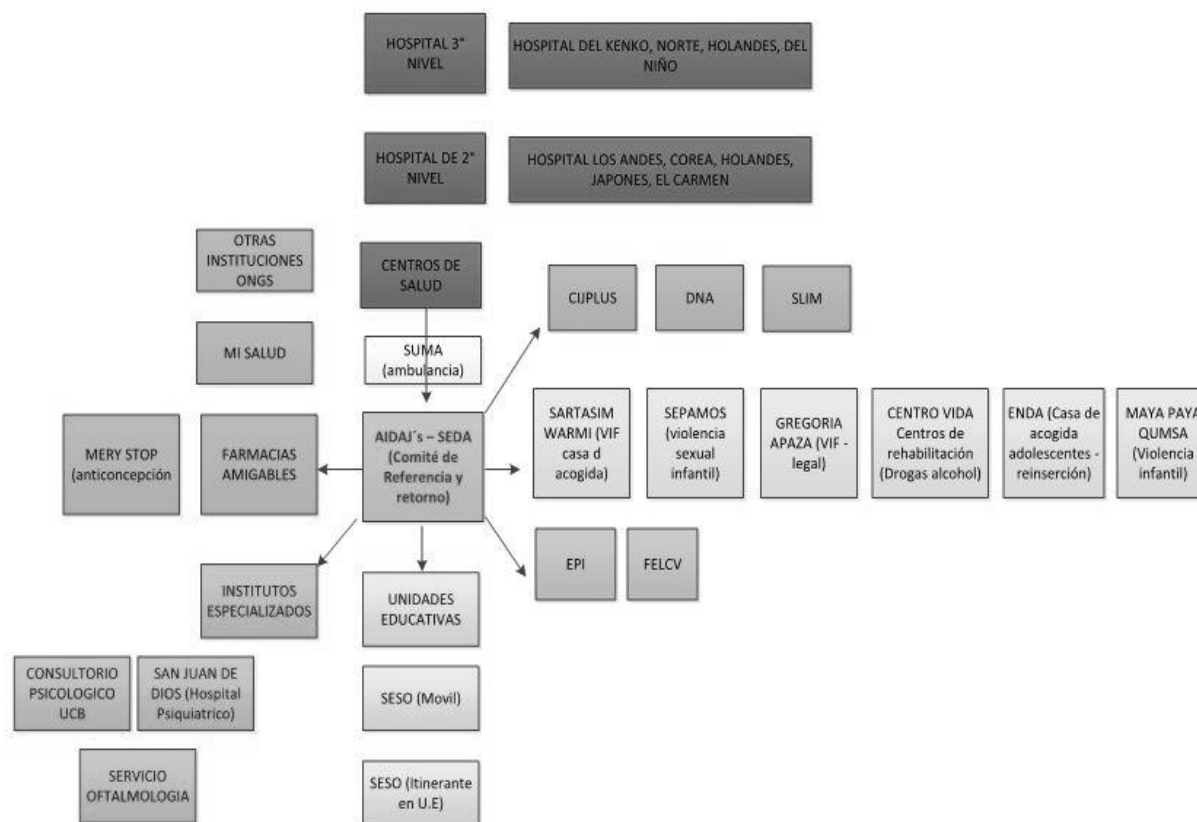 HOSPITAL 3°
NIVEL
HOSPITAL DEL KENKO, NORTE, HOLANDES, DEL
NIÑO
HOSPITAL DE 2°
NIVEL
HOSPITAL LOS ANDES, COREA, HOLANDES,
JAPONES, EL CARMEN
OTRAS
INSTITUCIONES
ONGS
CENTROS DE
SALUD
CIJPLUS
DNA
SLIM
MI SALUD
SUMA
(ambulancia)
MERY STOP
(anticoncepción
FARMACIAS
AMIGABLES
AIDAJ´s – SEDA
(Comité de
Referencia y
retorno)
SARTASIM
WARMI (VIF
casa d
acogida)
SEPAMOS
(violencia
sexual
infantil)
GREGORIA
APAZA (VIF -
legal)
CENTRO VIDA
Centros de
rehabilitación
(Drogas alcohol)
ENDA (Casa de
acogida
adolescentes -
reinserción)
MAYA PAYA
QUMSA
(Violencia
infantil)
INSTITUTOS
ESPECIALIZADOS
UNIDADES
EDUCATIVAS
EPI
FELCV
CONSULTORIO
PSICOLOGICO
UCB
SAN JUAN DE
DIOS (Hospital
Psiquiatrico)
SESO (Movil)
SERVICIO
OFTALMOLOGIA
SESO (Itinerante
en U.E)